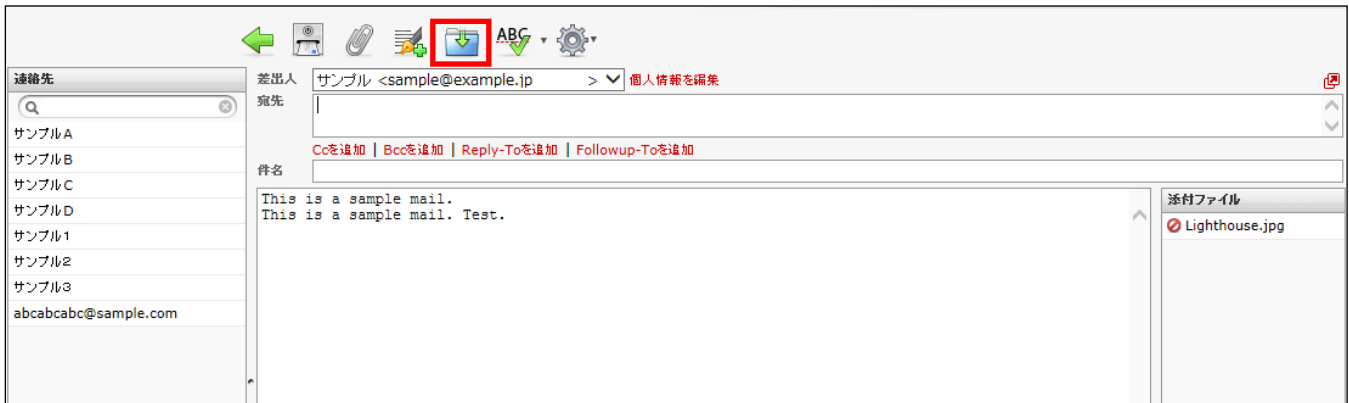 ABC
連絡先
サンプルA
サンプルB
サンプルC
サンプルD
サンプル1
サンプル2
サンプル3
abcabcabc@sample.com
差出人 サンプル <sample@example.jp > 個人情報を編集
宛先
Ccを追加 | Bccを追加 | Reply-Toを追加 | Followup-Toを追加
件名
This is a sample mail.
This is a sample mail. Test.
添付ファイル
Lighthouse.jpg